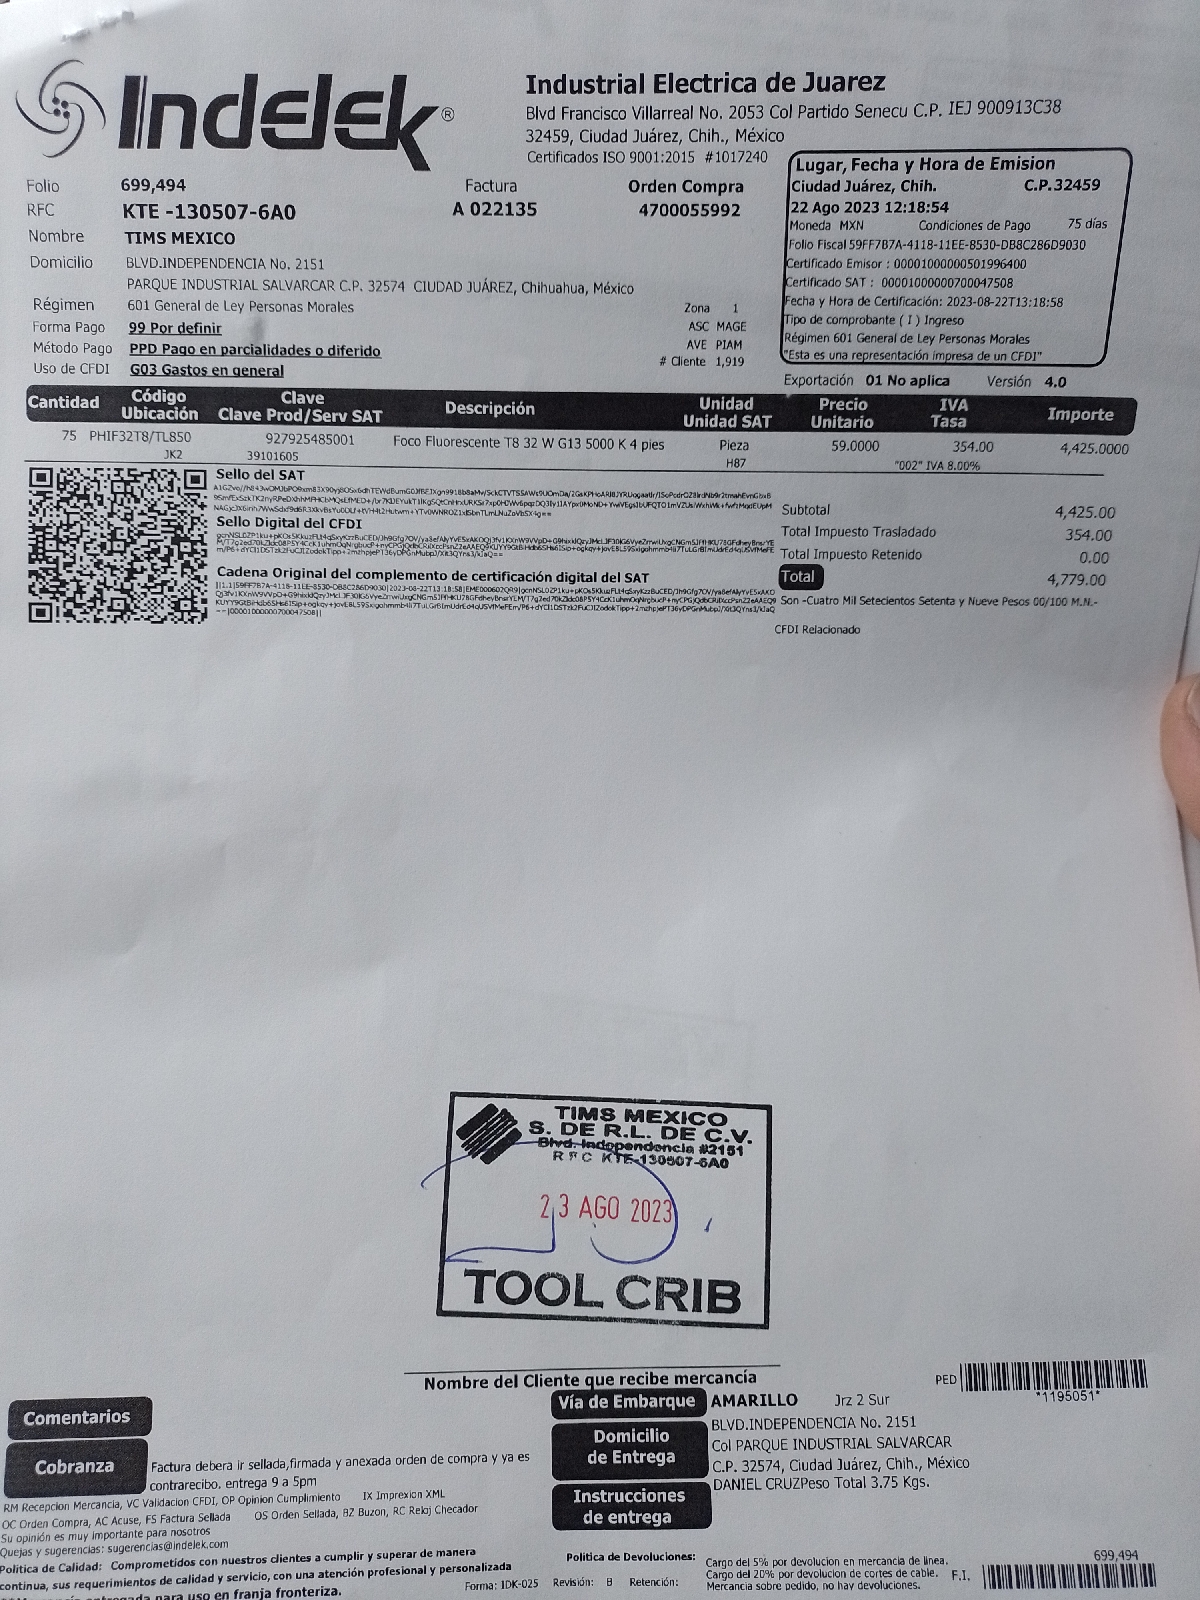 Indelek®
Industrial Electrica de Juarez
Blvd Francisco Villarreal No. 2053 Col Partido Senecu C.P. IEJ 900913C38
32459, Ciudad Juárez, Chih., México
Certificados ISO 9001:2015 #1017240
Folio 699,494 Factura Orden Compra
RFC KTE -130507-6A0 A 022135 4700055992
Nombre TIMS MEXICO
Domicilio BLVD.INDEPENDENCIA No. 2151
PARQUE INDUSTRIAL SALVARCAR C.P. 32574 CIUDAD JUÁREZ, Chihuahua, México
Régimen 601 General de Ley Personas Morales
Forma Pago 99 Por definir
Método Pago PPD Pago en parcialidades o diferido
Uso de CFDI G03 Gastos en general
Zona 1
ASC MAGE
AVE PIAM
# Cliente 1,919
Lugar, Fecha y Hora de Emision
Ciudad Juárez, Chih. C.P.32459
22 Ago 2023 12:18:54
Moneda MXN Condiciones de Pago 75 días
Folio Fiscal 59FF7B7A-4118-11EE-8530-DB8C286D9030
Certificado Emisor : 00001000000501996400
Certificado SAT : 00001000000700047508
Fecha y Hora de Certificación: 2023-08-22T13:18:58
Tipo de comprobante ( I ) Ingreso
Régimen 601 General de Ley Personas Morales
"Esta es una representación impresa de un CFDI"
Exportación 01 No aplica Versión 4.0
Cantidad Código Ubicación Clave Clave Prod/Serv SAT Descripción Unidad Unidad SAT Precio Unitario IVA Tasa Importe
75 PHIF32T8/TL850 927925485001 Foco Fluorescente T8 32 W G13 5000 K 4 pies Pieza 59.0000 354.00 4,425.0000
JK2 39101605 H87 "002" IVA 8.00%
Sello del SAT
Sello Digital del CFDI
Cadena Original del complemento de certificación digital del SAT
Subtotal 4,425.00
Total Impuesto Trasladado 354.00
Total Impuesto Retenido 0.00
Total 4,779.00
Son -Cuatro Mil Setecientos Setenta y Nueve Pesos 00/100 M.N.-
CFDI Relacionado
TIMS MEXICO
S. DE R.L. DE C.V.
Blvd. Independencia #2151
RFC KTE-130507-6A0
23 AGO 2023
TOOL CRIB
Nombre del Cliente que recibe mercancía
PED *1195051*
Comentarios
Cobranza
Factura debera ir sellada,firmada y anexada orden de compra y ya es
contrarecibo, entrega 9 a 5pm
Vía de Embarque AMARILLO Jrz 2 Sur
Domicilio de Entrega
BLVD.INDEPENDENCIA No. 2151
Col PARQUE INDUSTRIAL SALVARCAR
C.P. 32574, Ciudad Juárez, Chih., México
Instrucciones de entrega
DANIEL CRUZPeso Total 3.75 Kgs.
RM Recepcion Mercancia, VC Validacion CFDI, OP Opinion Cumplimiento IX Imprexion XML
OC Orden Compra, AC Acuse, FS Factura Sellada OS Orden Sellada, BZ Buzon, RC Reloj Checador
Su opinión es muy importante para nosotros
Quejas y sugerencias: sugerencias@indelek.com
Politica de Calidad: Comprometidos con nuestros clientes a cumplir y superar de manera
continua, sus requerimientos de calidad y servicio, con una atención profesional y personalizada
para uso en franja fronteriza.
Forma: IDK-025 Revisión: B Retención:
Politica de Devoluciones:
Cargo del 5% por devolucion en mercancia de linea.
Cargo del 20% por devolucion de cortes de cable.
Mercancia sobre pedido, no hay devoluciones.
699,494
F.I.